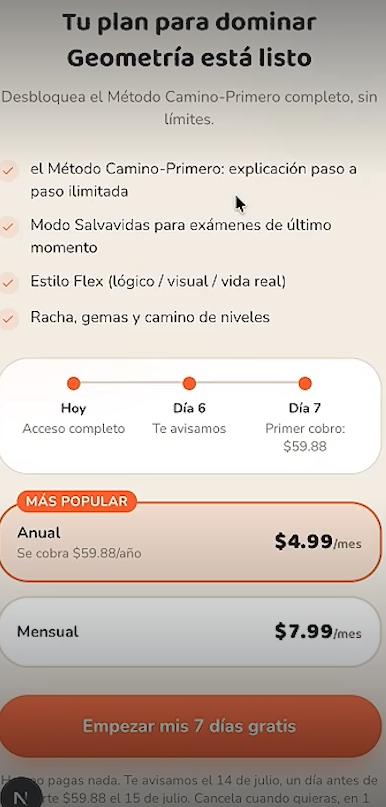 Tu plan para dominar
Geometría está listo
Desbloquea el Método Camino-Primero completo, sin
límites.
el Método Camino-Primero: explicación paso a
paso ilimitada
Modo Salvavidas para exámenes de último
momento
Estilo Flex (lógico / visual / vida real)
Racha, gemas y camino de niveles
Hoy
Acceso completo
Día 6
Te avisamos
Día 7
Primer cobro:
$59.88
MÁS POPULAR
Anual
Se cobra $59.88/año
$4.99/mes
Mensual
$7.99/mes
Empezar mis 7 días gratis
no pagas nada. Te avisamos el 14 de julio, un día antes de
$59.88 el 15 de julio. Cancela cuando quieras, en 1
N